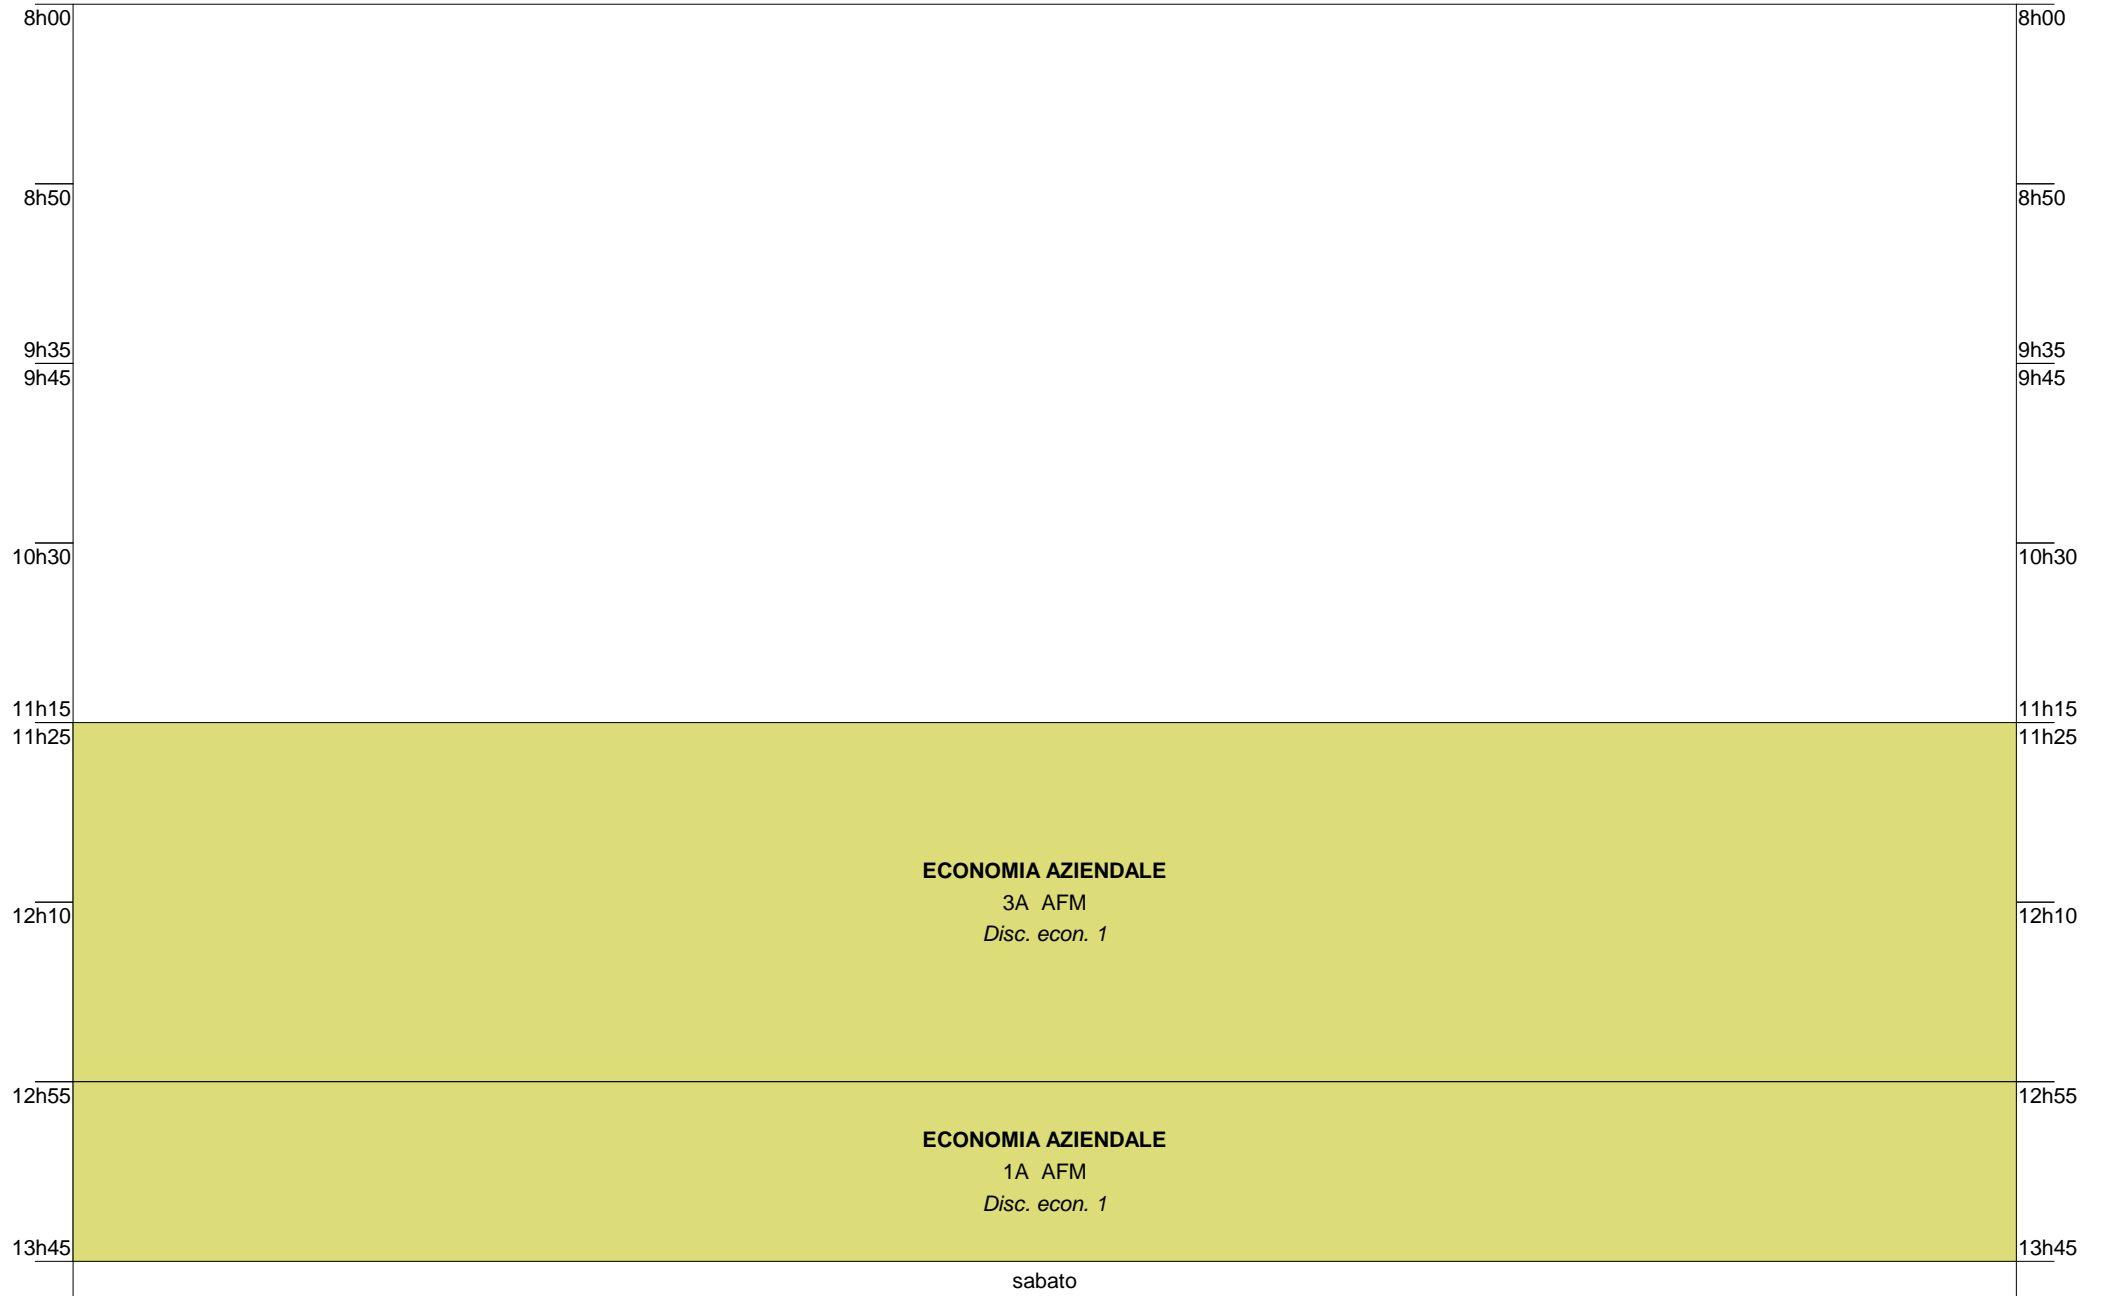 8h00 8h00
8h50 8h50
9h35 9h35
9h45 9h45
10h30 10h30
11h15 11h15
11h25 11h25
ECONOMIA AZIENDALE
3A AFM
12h10 12h10
Disc. econ. 1
12h55 12h55
ECONOMIA AZIENDALE
1A AFM
Disc. econ. 1
13h45 13h45
sabato